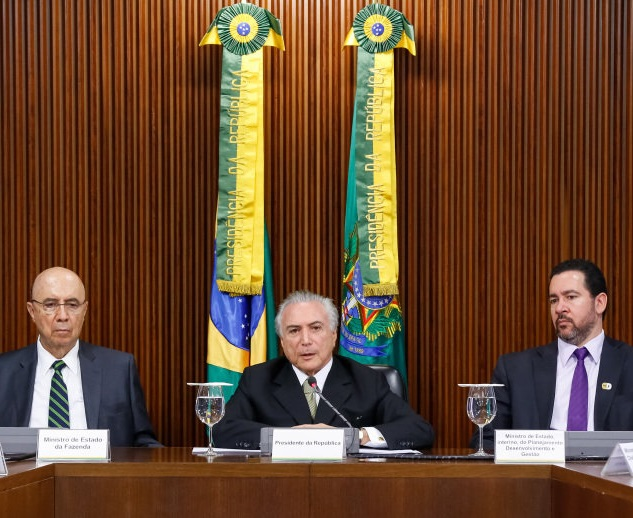 PRESIDÊNCIA DA REPÚBLICA
PRESIDÊNCIA DA REPÚBLICA
Ministro de Estado
da Fazenda
Presidente da República
Ministro de Estado,
interino, do Planejamento
Desenvolvimento e
Gestão